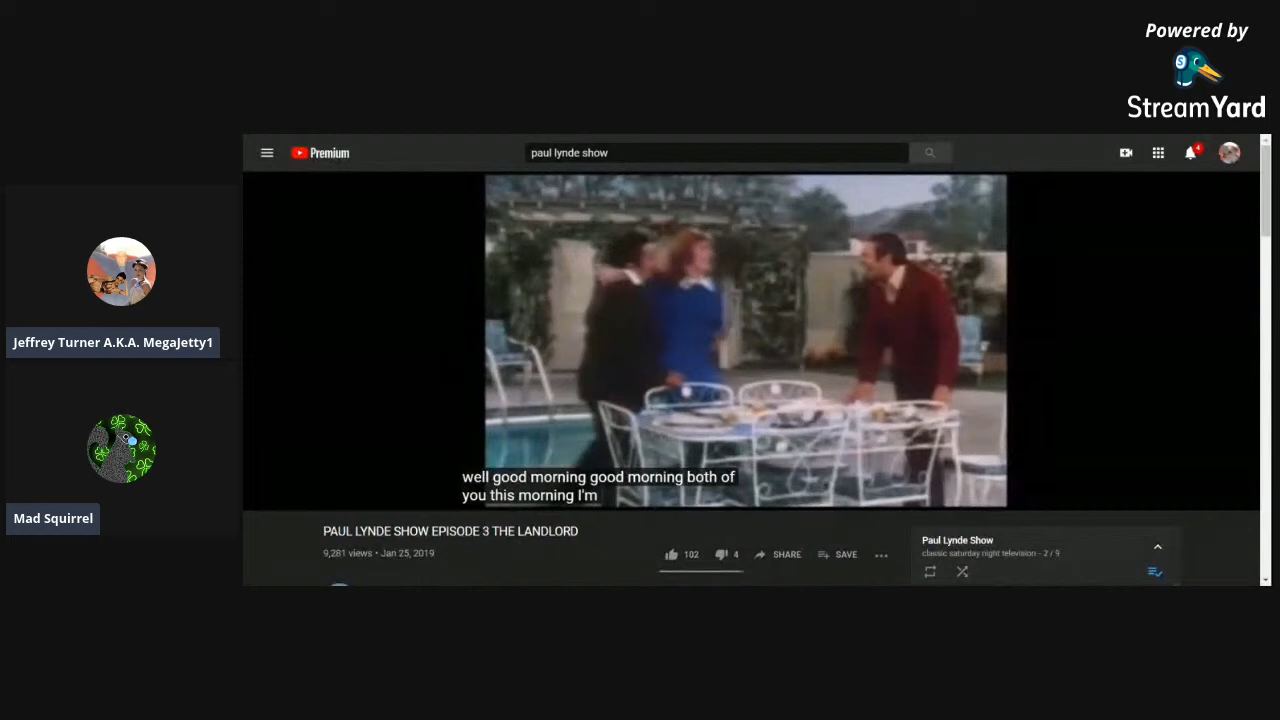 Powered by
StreamYard
Premium
paul lynde show
4
Jeffrey Turner A.K.A. MegaJetty1
Mad Squirrel
well good morning good morning both of
you this morning I'm
PAUL LYNDE SHOW EPISODE 3 THE LANDLORD
9,281 views • Jan 25, 2019
102
4
SHARE
SAVE
Paul Lynde Show
classic saturday night television - 2 / 9